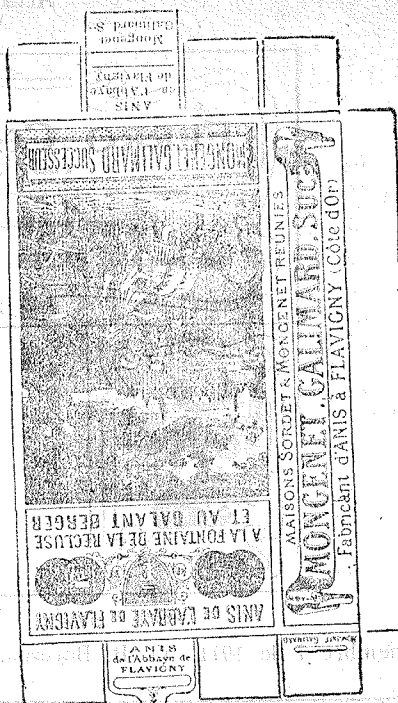 Mongenet
Galimard Sr
ANIS
de l'Abbaye
de Flavigny
MONGENET.GALIMARD SUCCESSEUR
ANIS DE L'ABBAYE DE FLAVIGNY
A LA FONTAINE DE LA RECLUSE
ET AU GALANT BERGER
MAISONS SORDET & MONGENET REUNIES
MONGENET.GALIMARD.Sucr
Fabricant d'ANIS à FLAVIGNY (Côte d'Or)
ANIS
de l'Abbaye de
FLAVIGNY